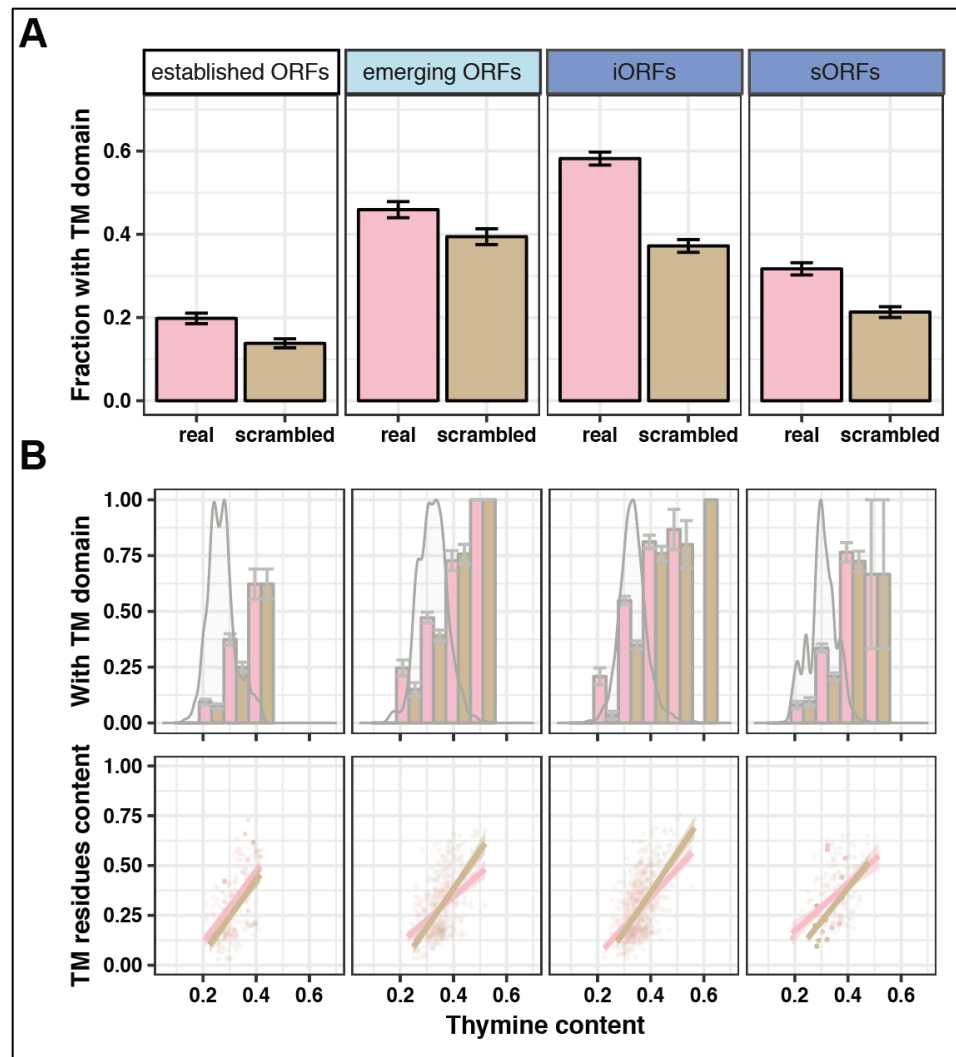 A
established ORFs emerging ORFs iORFs sORFs
Fraction with TM domain
0.6
0.4
0.2
0.0
real scrambled real scrambled real scrambled real scrambled
B
With TM domain
1.00
0.75
0.50
0.25
0.00
TM residues content
1.00
0.75
0.50
0.25
0.00
0.2 0.4 0.6 0.2 0.4 0.6 0.2 0.4 0.6 0.2 0.4 0.6
Thymine content